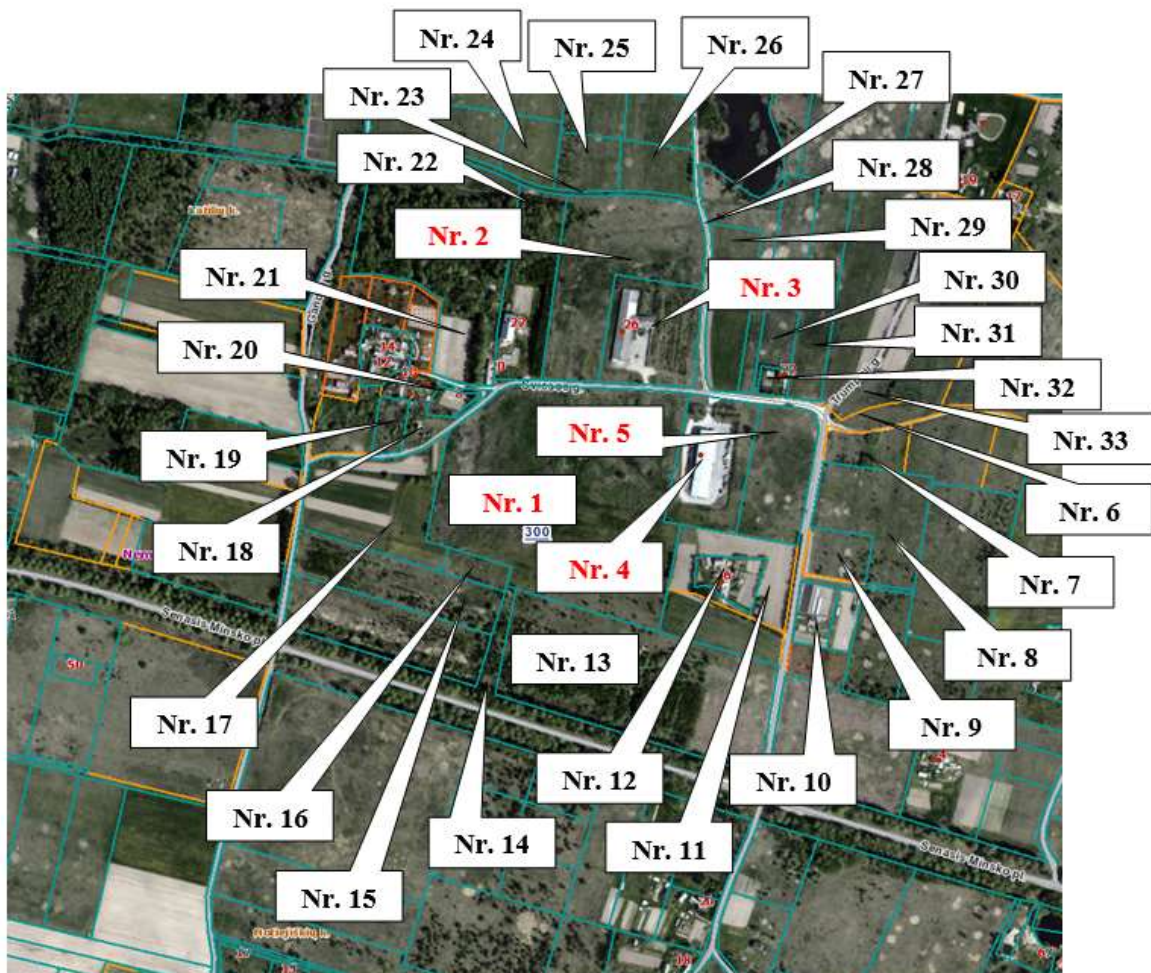 Nr. 24
Nr. 25
Nr. 26
Nr. 23
Nr. 27
Nr. 22
Nr. 28
Nr. 2
Nr. 29
Nr. 21
Nr. 3
Nr. 30
Nr. 20
Nr. 31
Nr. 32
Nr. 5
Nr. 33
Nr. 19
Nr. 1
Nr. 6
300
Nr. 18
Nr. 4
Nr. 7
Senasis Minsko pl.
Nr. 8
Nr. 13
50
Nr. 17
Nr. 9
Nr. 12
Nr. 10
Nr. 16
Nr. 14
Nr. 11
Nr. 15
Senasis Minsko pl.
26